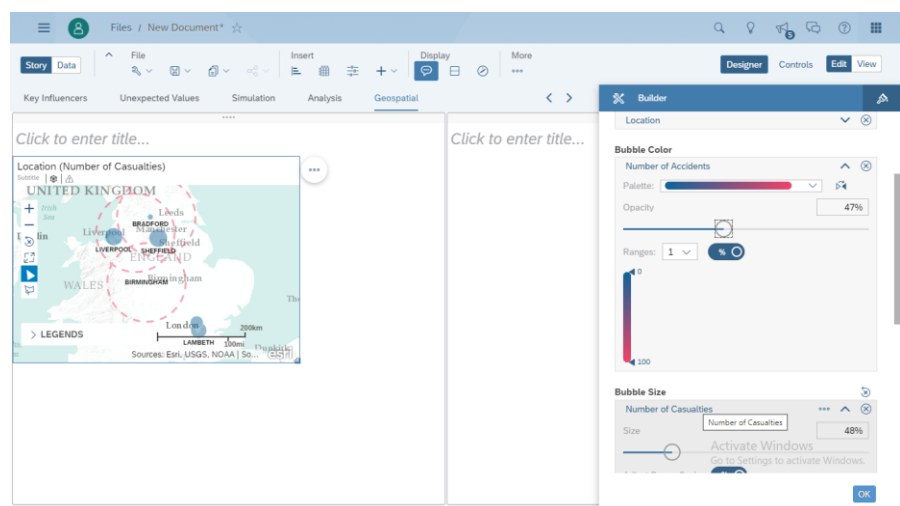 Files / New Document*
5
Story Data
File
Insert
Display
More
Designer Controls Edit View
Key Influencers Unexpected Values Simulation Analysis Geospatial
Builder
Click to enter title...
Click to enter title...
Location (Number of Casualties)
Subtitle
UNITED KINGDOM
Irish
Sea
Leeds
BRADFORD
Manchester
Liverpool
Sheffield
LIVERPOOL SHEFFIELD
ENGLAND
WALES
Birmingham
BIRMINGHAM
London
200km
> LEGENDS
LAMBETH 100mi
Sources: Esri, USGS, NOAA | So... esri
Location
Bubble Color
Number of Accidents
Palette:
Opacity
47%
Ranges: 1 %
0
100
Bubble Size
Number of Casualties
Number of Casualties
Size
48%
Activate Windows
Go to Settings to activate Windows.
OK